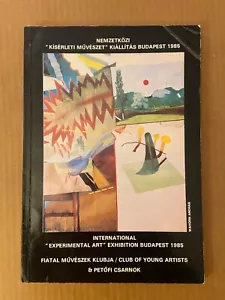 NEMZETKÖZI
"KÍSÉRLETI MŰVÉSZET" KIÁLLÍTÁS BUDAPEST 1985
INTERNATIONAL
"EXPERIMENTAL ART" EXHIBITION BUDAPEST 1985
FIATAL MŰVÉSZEK KLUBJA / CLUB OF YOUNG ARTISTS
& PETŐFI CSARNOK